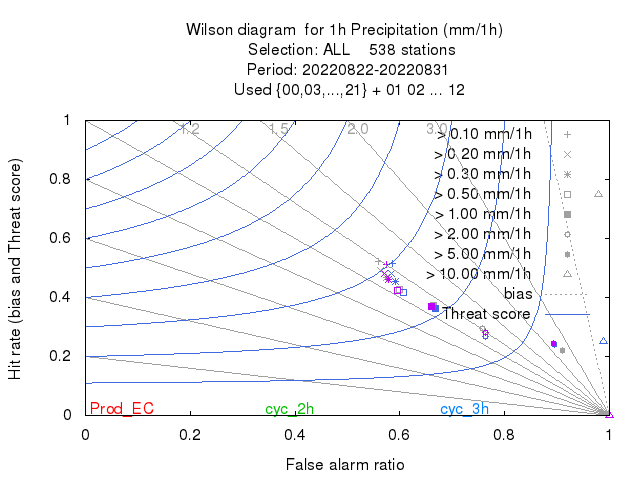 Wilson diagram  for 1h Precipitation (mm/1h)
Selection: ALL    538 stations
Period: 20220822-20220831
Used {00,03,...,21} + 01 02 ... 12
Hit rate (bias and Threat score)
1
0.8
0.6
0.4
0.2
0
1.2
1.5
2.0
3.0
> 0.10 mm/1h
> 0.20 mm/1h
> 0.30 mm/1h
> 0.50 mm/1h
> 1.00 mm/1h
> 2.00 mm/1h
> 5.00 mm/1h
> 10.00 mm/1h
bias
Threat score
Prod_EC
cyc_2h
cyc_3h
0
0.2
0.4
0.6
0.8
1
False alarm ratio